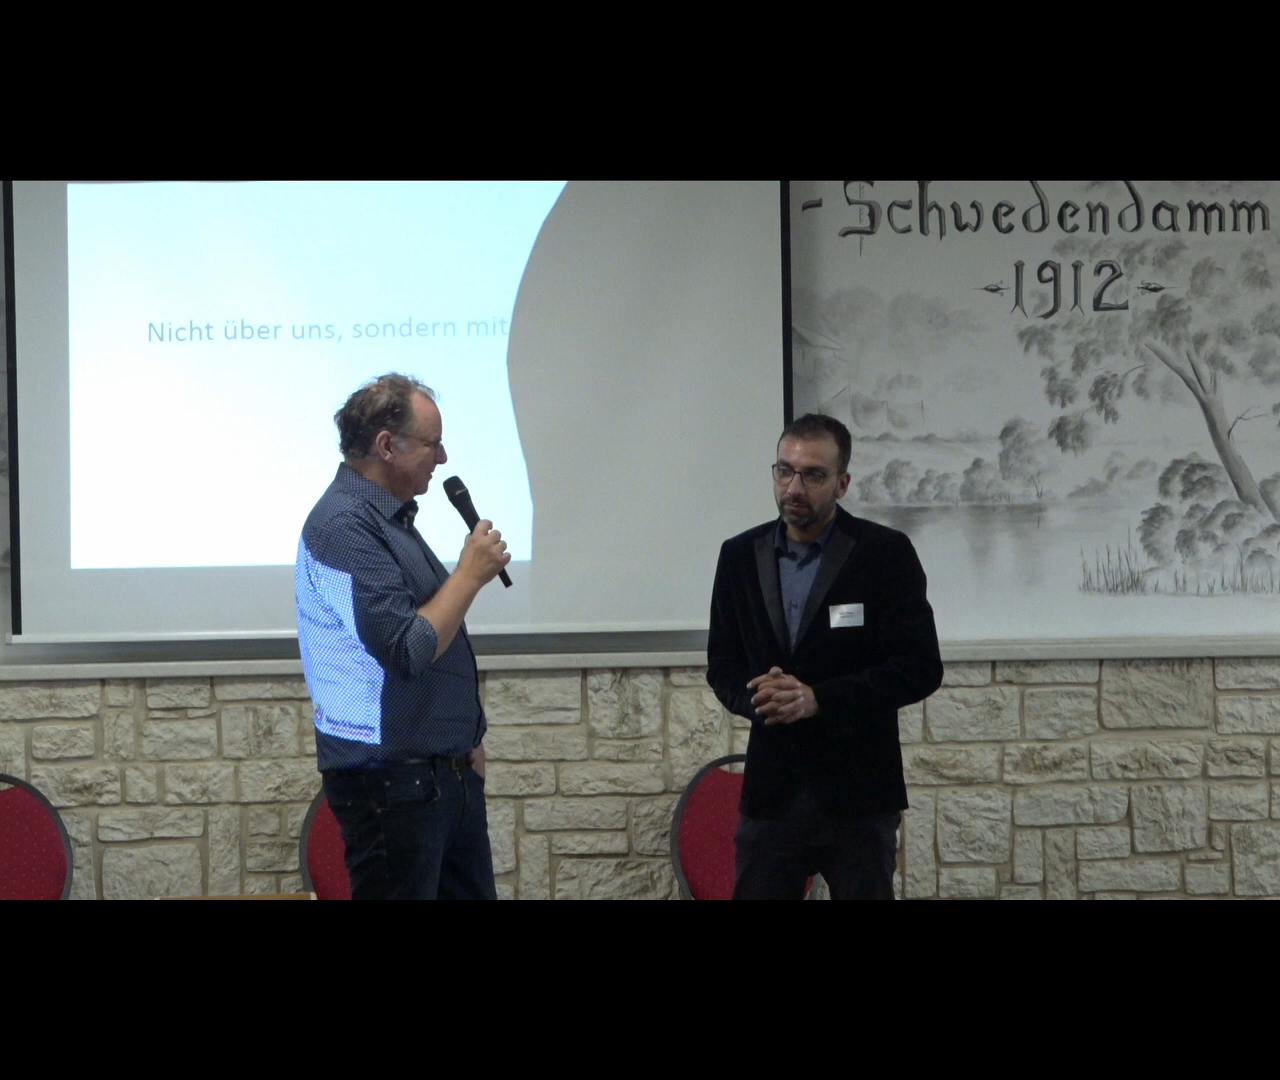 Nicht über uns, sondern mit
- Schwedendamm
- 1912 -